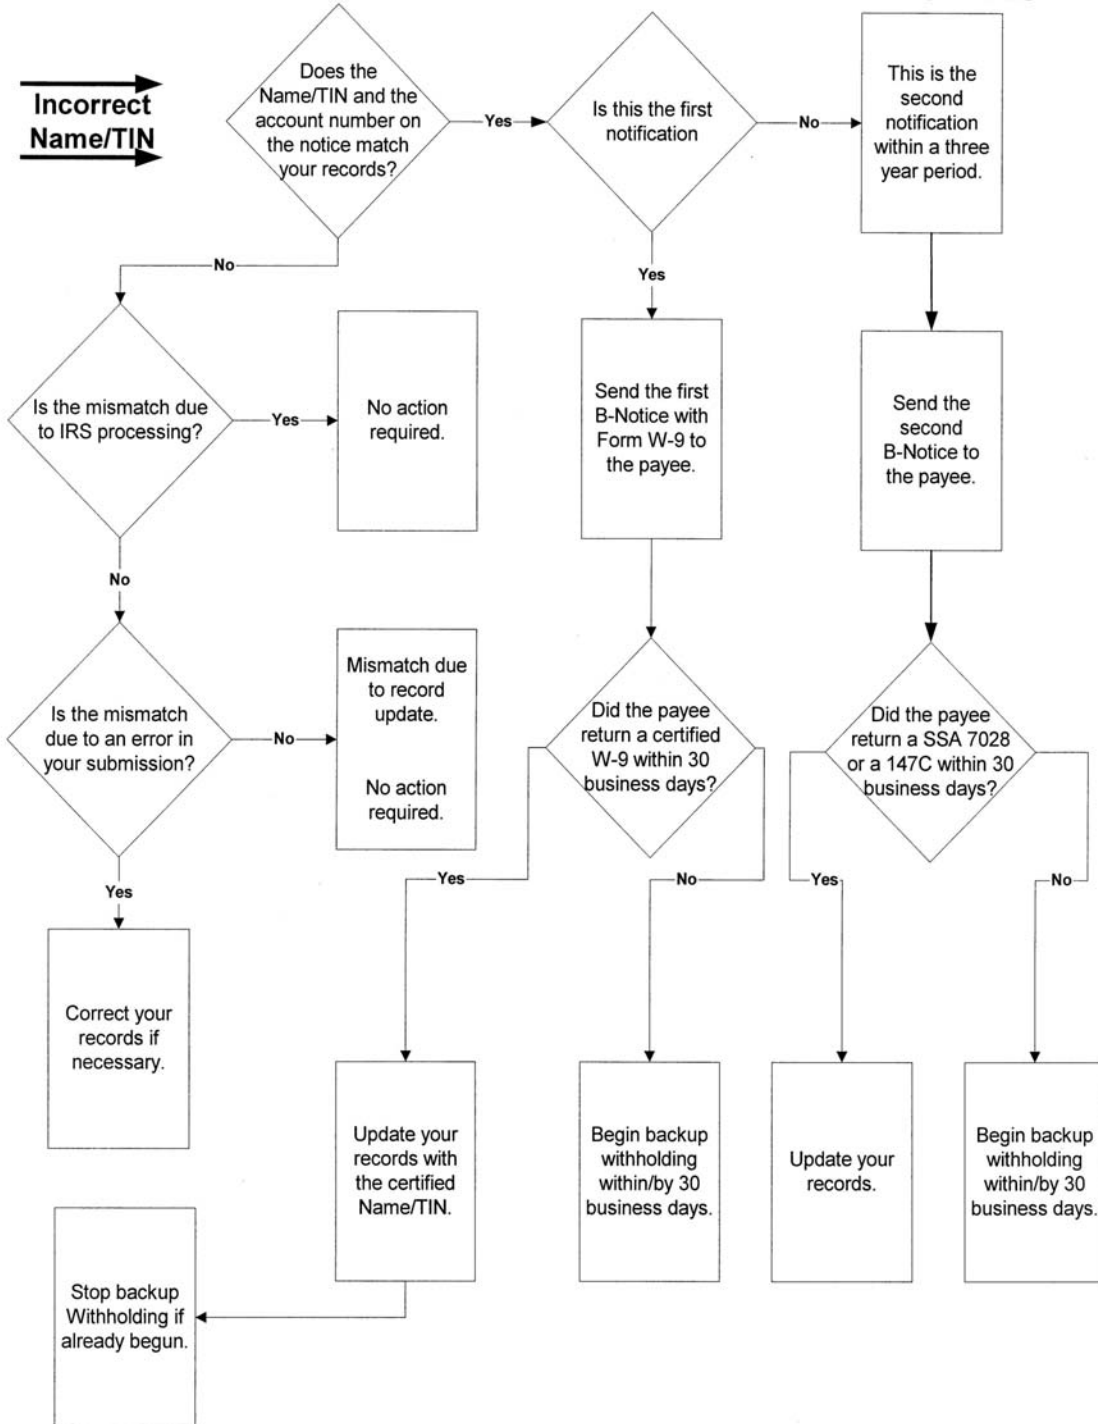 Incorrect
Name/TIN
Does the
Name/TIN and the
account number on
the notice match
your records?
Yes
Is this the first
notification
No
This is the
second
notification
within a three
year period.
No
Yes
Is the mismatch due
to IRS processing?
Yes
No action
required.
Send the first
B-Notice with
Form W-9 to
the payee.
Send the
second
B-Notice to
the payee.
No
Is the mismatch
due to an error in
your submission?
No
Mismatch due
to record
update.
No action
required.
Did the payee
return a certified
W-9 within 30
business days?
Did the payee
return a SSA 7028
or a 147C within 30
business days?
Yes
Yes
No
Yes
No
Correct your
records if
necessary.
Update your
records with
the certified
Name/TIN.
Begin backup
withholding
within/by 30
business days.
Update your
records.
Begin backup
withholding
within/by 30
business days.
Stop backup
Withholding if
already begun.